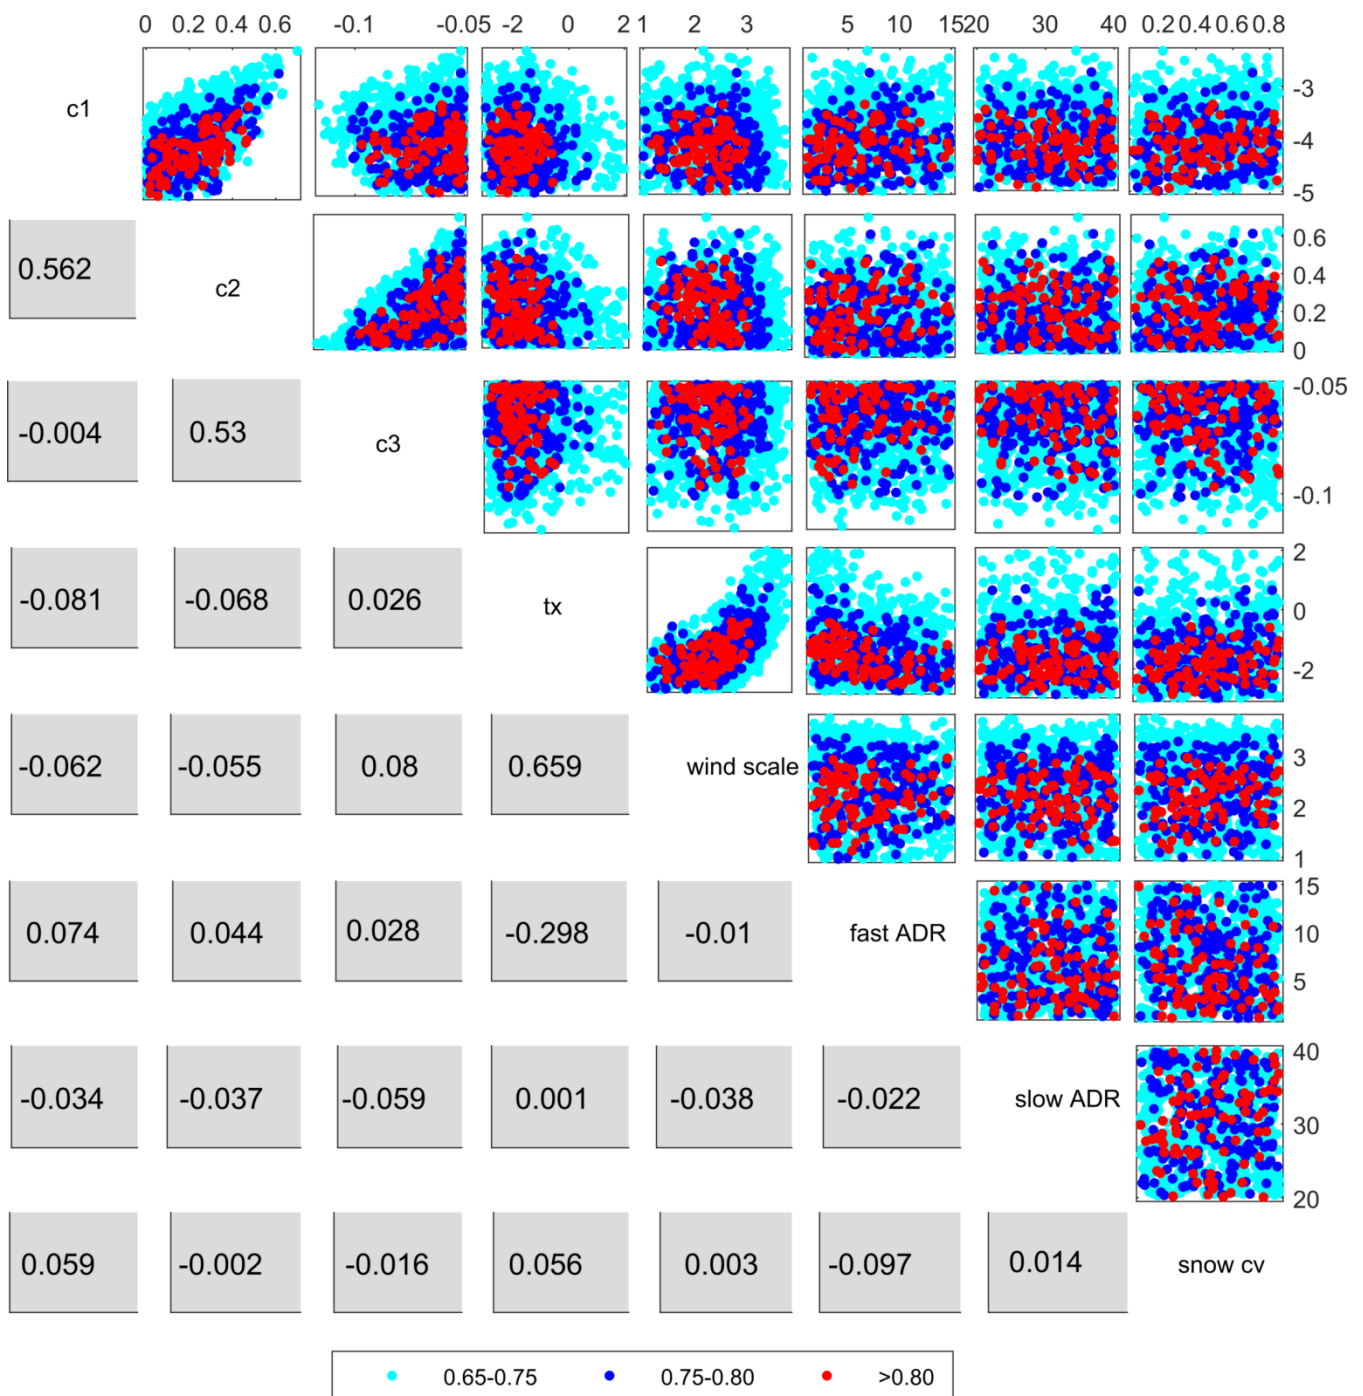 0 0.2 0.4 0.6 -0.1 -0.05 -2 0 2 1 2 3 5 10 15 20 30 40 0.2 0.4 0.6 0.8
c1
-3
-4
-5
0.562
c2
0.6
0.4
0.2
0
-0.004 0.53 c3
-0.05
-0.1
-0.081 -0.068 0.026 tx
2
0
-2
-0.062 -0.055 0.08 0.659 wind scale
3
2
1
0.074 0.044 0.028 -0.298 -0.01 fast ADR
15
10
5
-0.034 -0.037 -0.059 0.001 -0.038 -0.022 slow ADR
40
30
20
0.059 -0.002 -0.016 0.056 0.003 -0.097 0.014 snow cv
0.65-0.75 0.75-0.80 >0.80